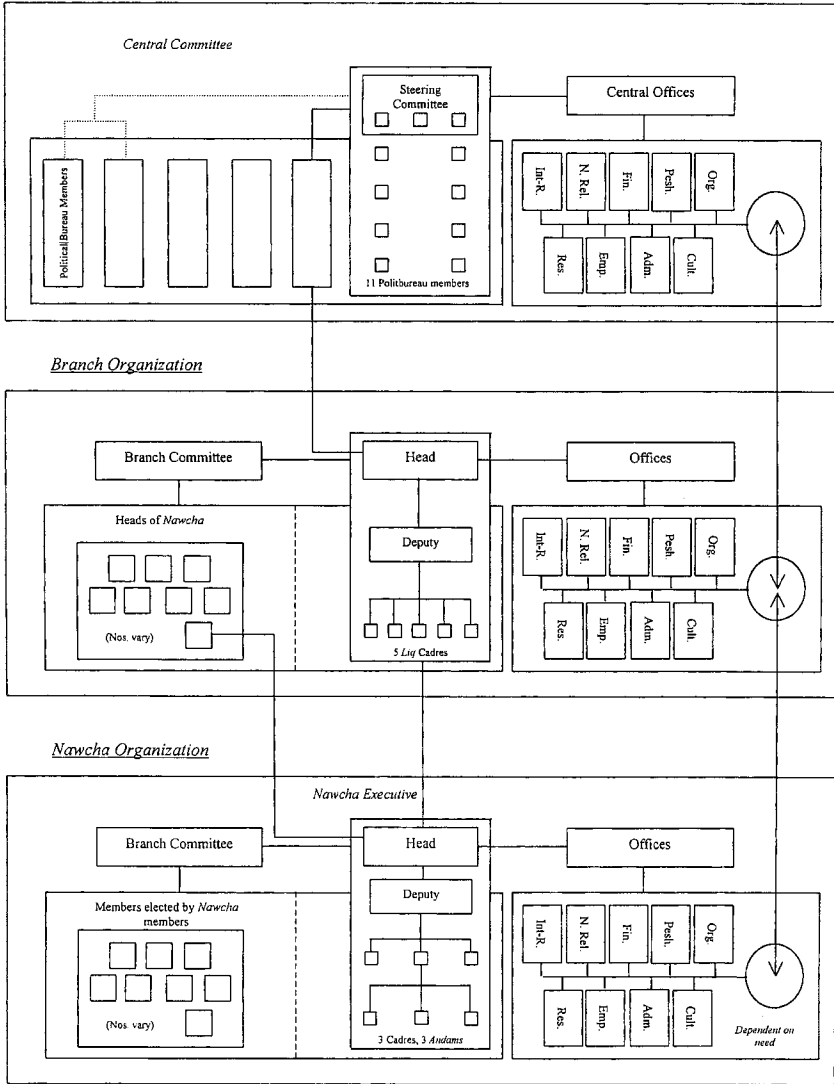 Central Committee
Steering
Committee
Central Offices
Political Bureau Members
11 Politbureau members
Int-R.
N. Rel.
Fin.
Pesh.
Org.
Res.
Emp.
Adm.
Cult.
Branch Organization
Branch Committee
Head
Offices
Heads of Nawcha
Deputy
(Nos. vary)
5 Liq Cadres
Int-R.
N. Rel.
Fin.
Pesh.
Org.
Res.
Emp.
Adm.
Cult.
Nawcha Organization
Nawcha Executive
Branch Committee
Head
Offices
Members elected by Nawcha
members
Deputy
(Nos. vary)
3 Cadres, 3 Andams
Int-R.
N. Rel.
Fin.
Pesh.
Org.
Res.
Emp.
Adm.
Cult.
Dependent on
need